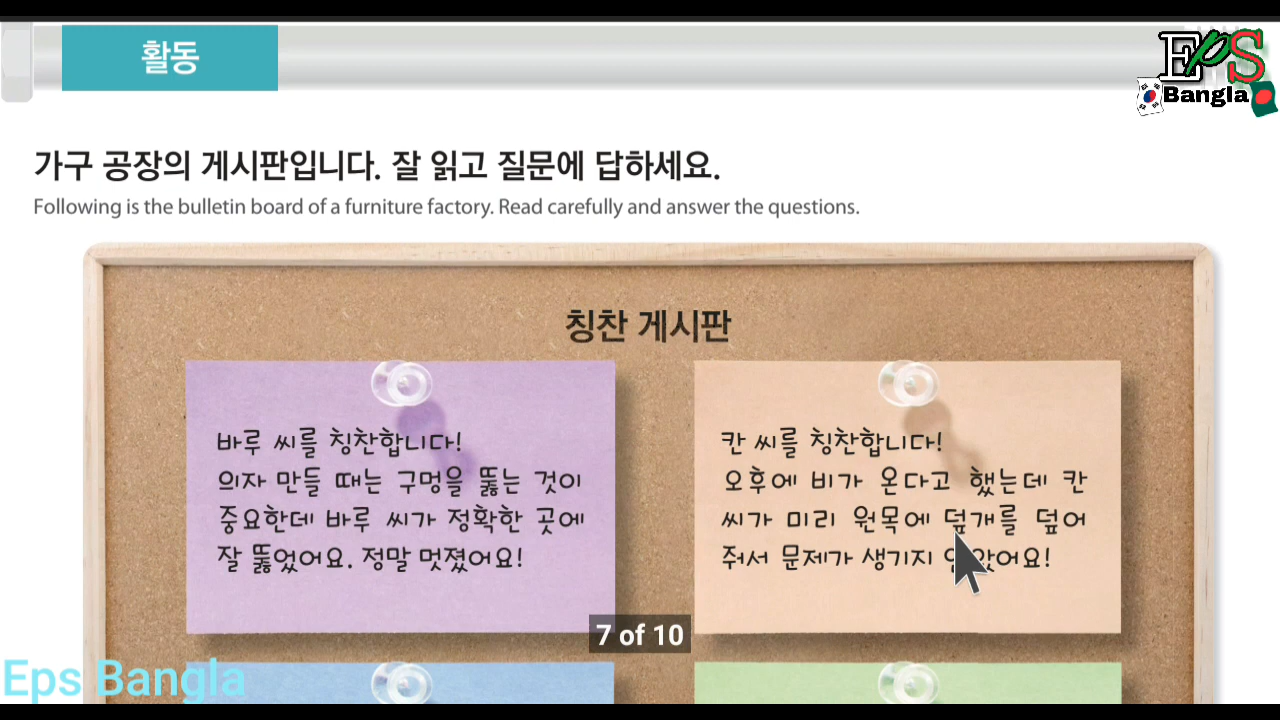 활동
EPS
Bangla
가구 공장의 게시판입니다. 잘 읽고 질문에 답하세요.
Following is the bulletin board of a furniture factory. Read carefully and answer the questions.
칭찬 게시판
바루 씨를 칭찬합니다!
의자 만들 때는 구멍을 뚫는 것이
중요한데 바루 씨가 정확한 곳에
잘 뚫었어요. 정말 멋졌어요!
칸 씨를 칭찬합니다!
오후에 비가 온다고 했는데 칸
씨가 미리 원목에 덮개를 덮어
줘서 문제가 생기지 않았어요!
7 of 10
Eps Bangla